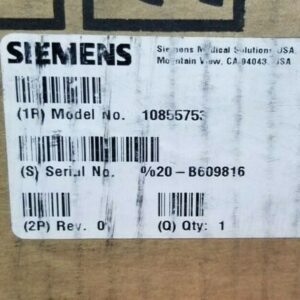 SIEMENS
Siemens Medical Solutions USA
Mountain View, CA 94043 USA
(1P) Model No. 10855753
(S) Serial No. %20-B609816
(2P) Rev. 0
(Q) Qty: 1